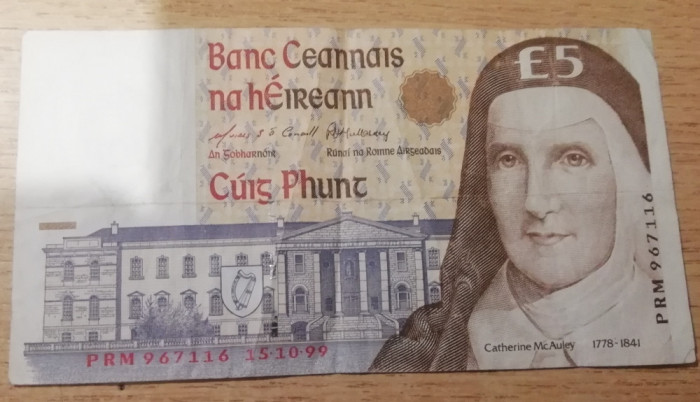 Banc Ceannais
£5
na hÉireann
An Gobharnóir
Rúnaí na Roinne Airgeadais
Cúig Phunt
PRM 967116
Catherine McAuley 1778-1841
PRM 967116 15·10·99